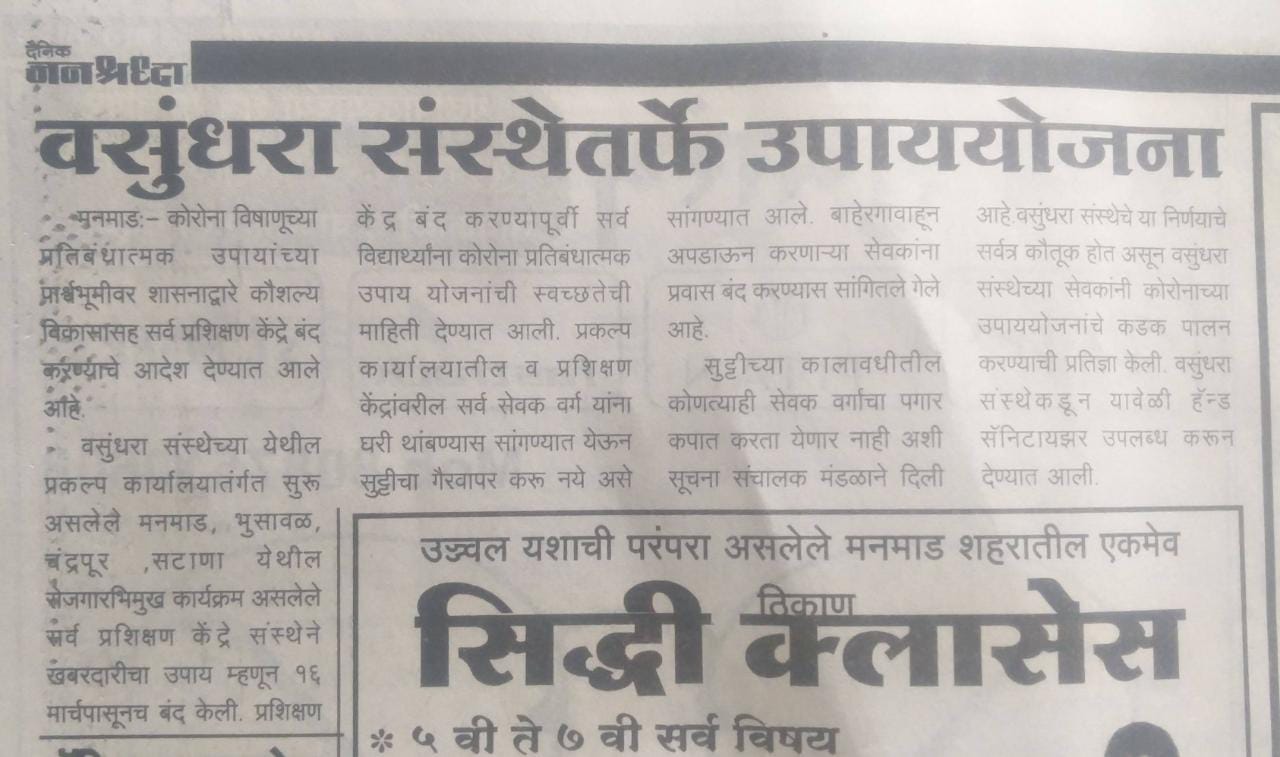 दैनिक
जनश्रध्दा
वसुंधरा संस्थेतर्फे उपाययोजना
मनमाड:– कोरोना विषाणूच्या
प्रतिबंधात्मक उपायांच्या
पार्श्वभूमीवर शासनाद्वारे कौशल्य
विकासासह सर्व प्रशिक्षण केंद्रे बंद
करण्याचे आदेश देण्यात आले
आहे.
वसुंधरा संस्थेच्या येथील
प्रकल्प कार्यालयातंर्गत सुरू
असलेले मनमाड, भुसावळ,
चंद्रपूर ,सटाणा येथील
रोजगारभिमुख कार्यक्रम असलेले
सर्व प्रशिक्षण केंद्रे संस्थेने
खबरदारीचा उपाय म्हणून १६
मार्चपासूनच बंद केली. प्रशिक्षण
केंद्र बंद करण्यापूर्वी सर्व
विद्यार्थ्यांना कोरोना प्रतिबंधात्मक
उपाय योजनांची स्वच्छतेची
माहिती देण्यात आली. प्रकल्प
कार्यालयातील व प्रशिक्षण
केंद्रांवरील सर्व सेवक वर्ग यांना
घरी थांबण्यास सांगण्यात येऊन
सुट्टीचा गैरवापर करू नये असे
सांगण्यात आले. बाहेरगावाहून
अपडाऊन करणाऱ्या सेवकांना
प्रवास बंद करण्यास सांगितले गेले
आहे.
सुट्टीच्या कालावधीतील
कोणत्याही सेवक वर्गाचा पगार
कपात करता येणार नाही अशी
सूचना संचालक मंडळाने दिली
आहे.वसुंधरा संस्थेचे या निर्णयाचे
सर्वत्र कौतूक होत असून वसुंधरा
संस्थेच्या सेवकांनी कोरोनाच्या
उपाययोजनांचे कडक पालन
करण्याची प्रतिज्ञा केली. वसुंधरा
संस्थेकडून यावेळी हॅन्ड
सॅनिटायझर उपलब्ध करून
देण्यात आली.
उज्ज्वल यशाची परंपरा असलेले मनमाड शहरातील एकमेव
ठिकाण
सिद्धी क्लासेस
* ५ वी ते ७ वी सर्व विषय